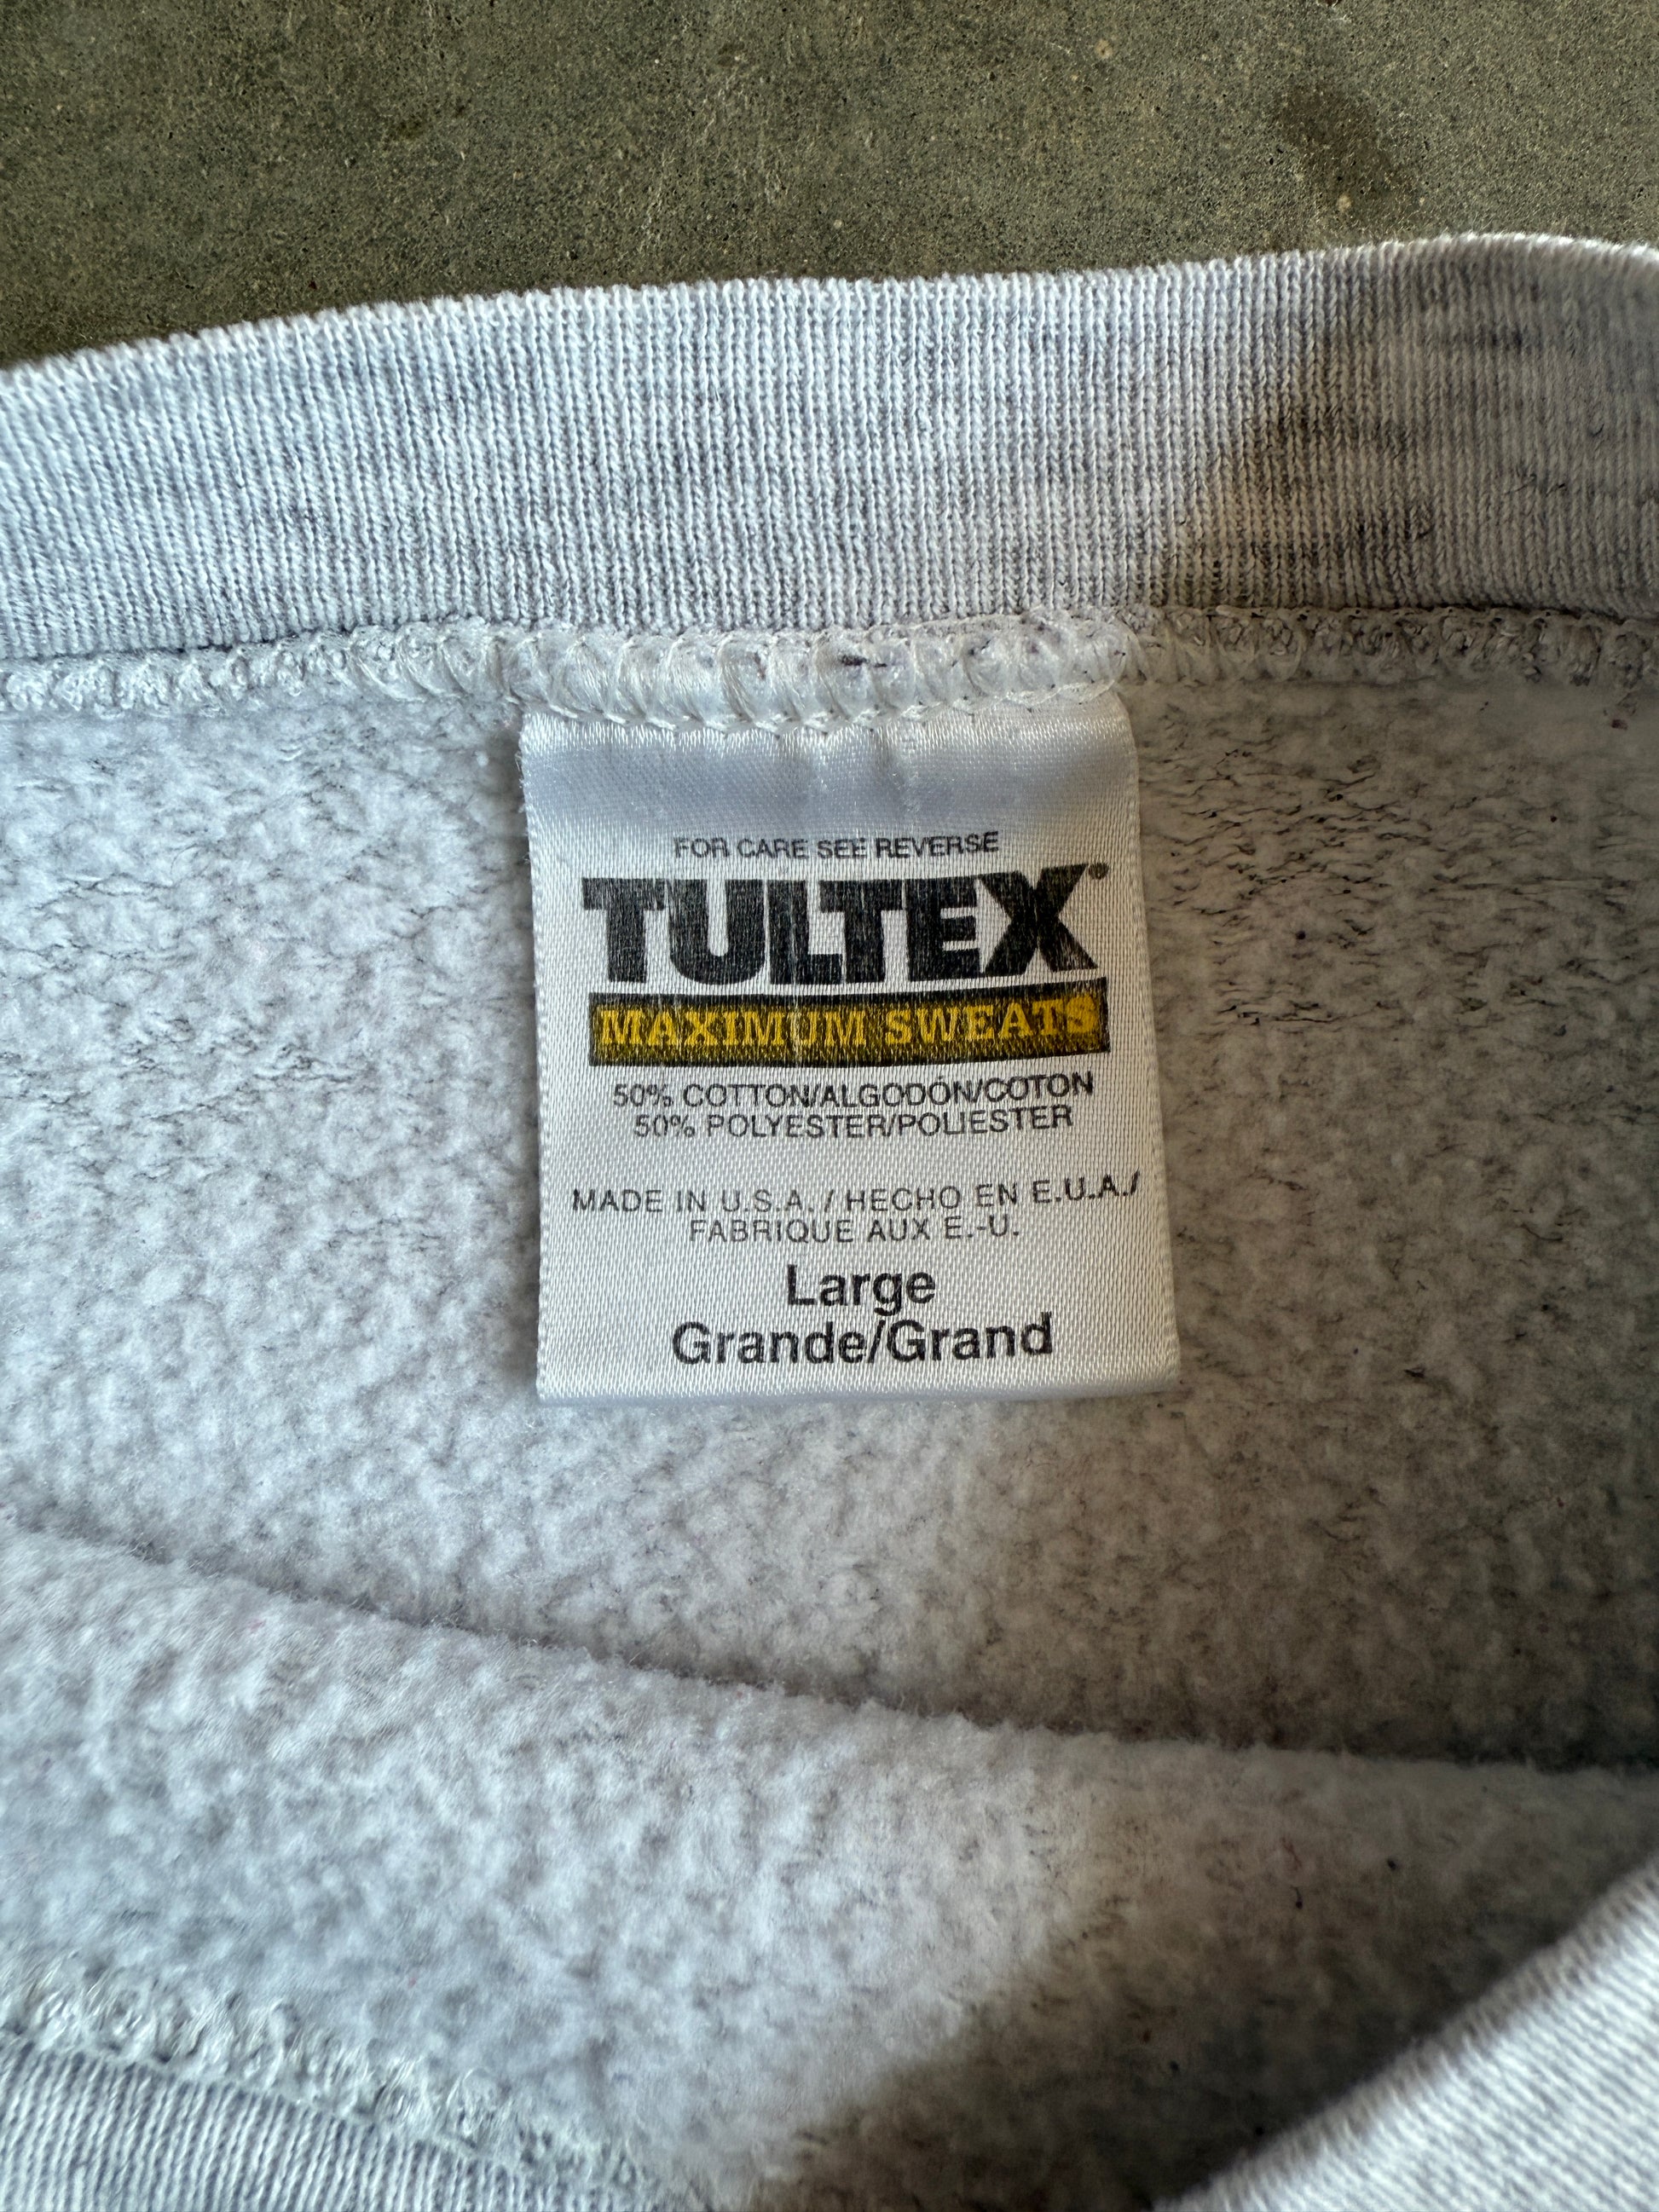 FOR CARE SEE REVERSE
TULTEX®
MAXIMUM SWEATS
50% COTTON/ALGODÓN/COTON
50% POLYESTER/POLIESTER
MADE IN U.S.A. / HECHO EN E.U.A./
FABRIQUE AUX E.-U.
Large
Grande/Grand